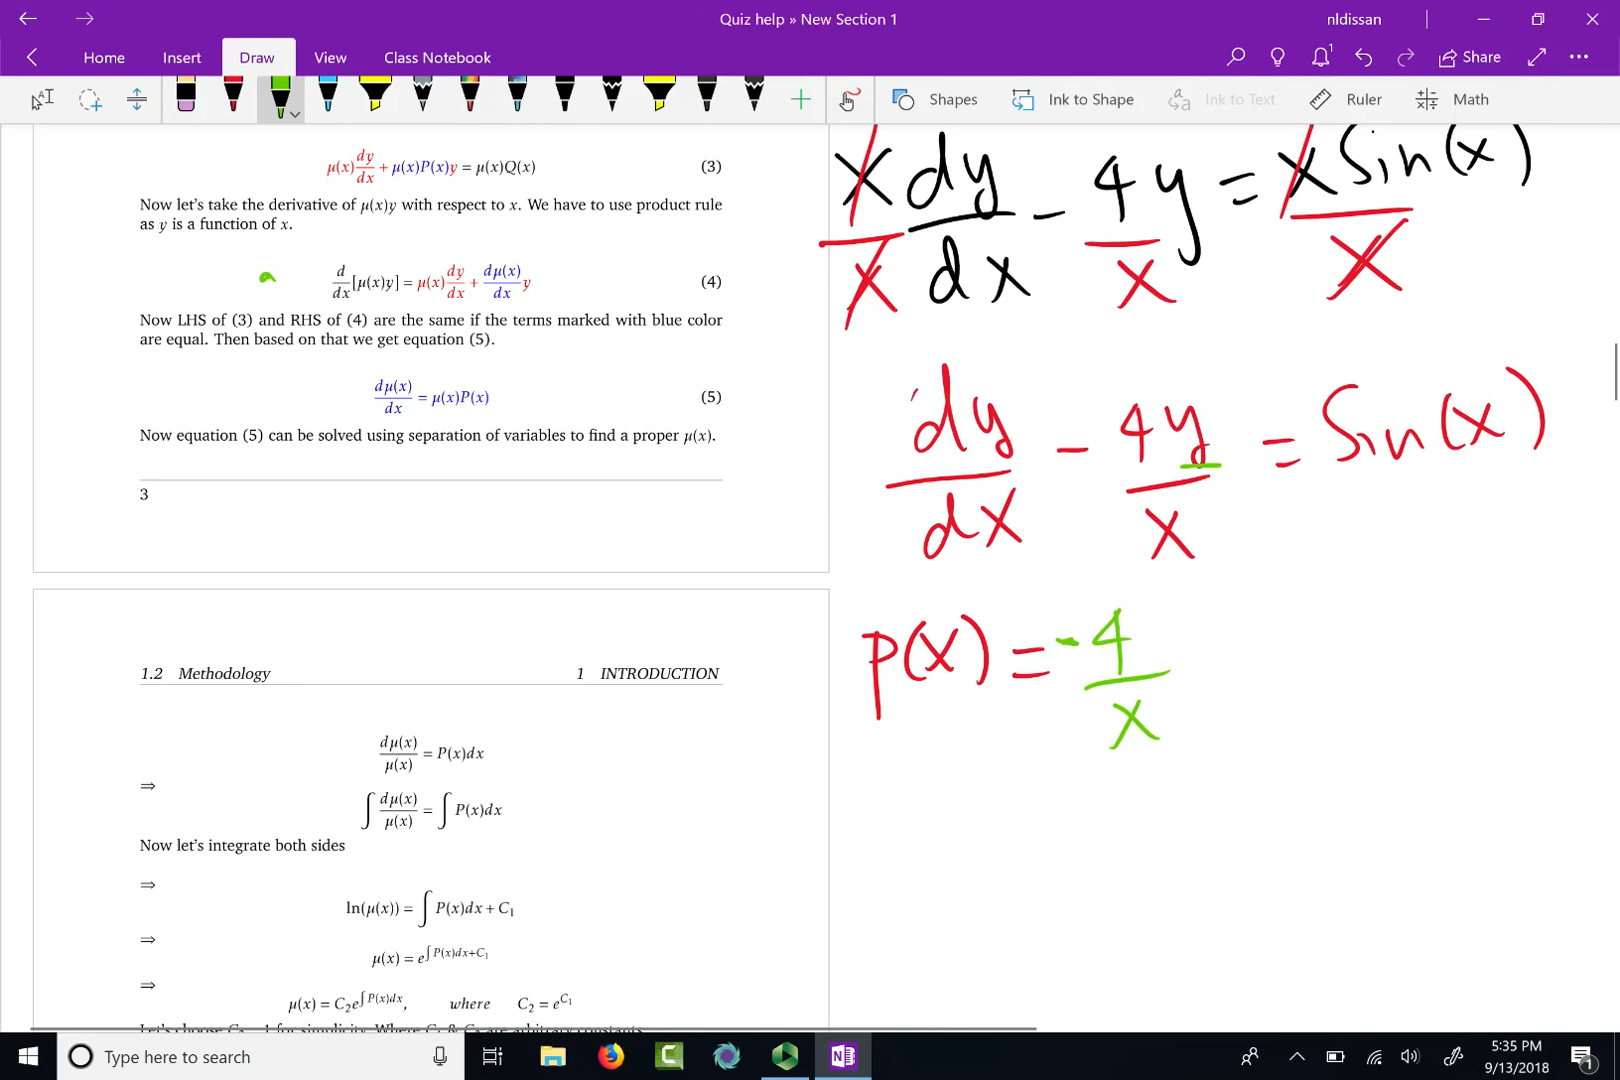 Quiz help » New Section 1
nldissan
Home Insert Draw View Class Notebook
Share
Shapes Ink to Shape Ink to Text Ruler Math
μ(x) dy/dx + μ(x)P(x)y = μ(x)Q(x) (3)
Now let's take the derivative of μ(x)y with respect to x. We have to use product rule
as y is a function of x.
d/dx [μ(x)y] = μ(x) dy/dx + dμ(x)/dx y (4)
Now LHS of (3) and RHS of (4) are the same if the terms marked with blue color
are equal. Then based on that we get equation (5).
dμ(x)/dx = μ(x)P(x) (5)
Now equation (5) can be solved using separation of variables to find a proper μ(x).
3
1.2 Methodology 1 INTRODUCTION
dμ(x)/μ(x) = P(x)dx
⇒
∫ dμ(x)/μ(x) = ∫ P(x)dx
Now let's integrate both sides
⇒
ln(μ(x)) = ∫ P(x)dx + C₁
⇒
μ(x) = e^{∫ P(x)dx+C₁}
⇒
μ(x) = C₂e^{∫ P(x)dx}, where C₂ = e^{C₁}
x/x dy/dx - 4y/x = x Sin(x)/x
dy/dx - 4y/x = Sin(x)
P(x) = -4/x
Type here to search
5:35 PM
9/13/2018
1